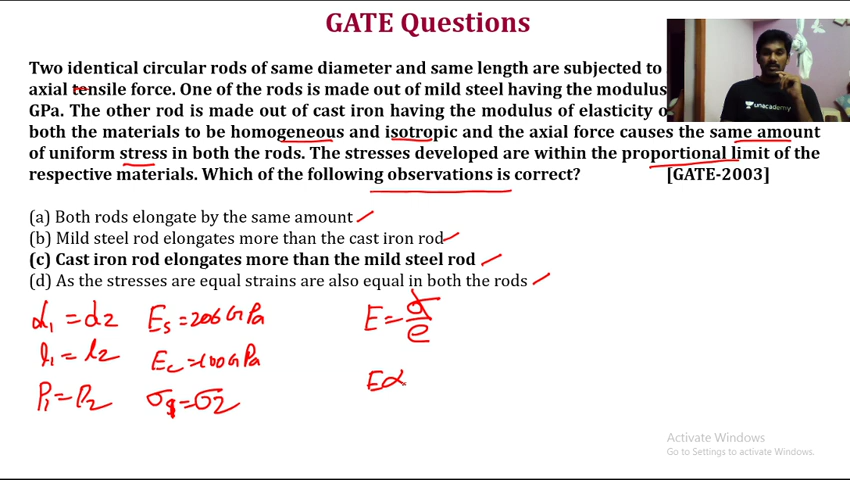 GATE Questions
Two identical circular rods of same diameter and same length are subjected to
axial tensile force. One of the rods is made out of mild steel having the modulus
GPa. The other rod is made out of cast iron having the modulus of elasticity o
both the materials to be homogeneous and isotropic and the axial force causes the same amount
of uniform stress in both the rods. The stresses developed are within the proportional limit of the
respective materials. Which of the following observations is correct? [GATE-2003]
(a) Both rods elongate by the same amount
(b) Mild steel rod elongates more than the cast iron rod
(c) Cast iron rod elongates more than the mild steel rod
(d) As the stresses are equal strains are also equal in both the rods
d1 = d2 Es = 206 GPa E = σ/e
l1 = l2 Ec = 100 GPa
E∝
P1 = P2 σ1 = σ2
unacademy
Activate Windows
Go to Settings to activate Windows.